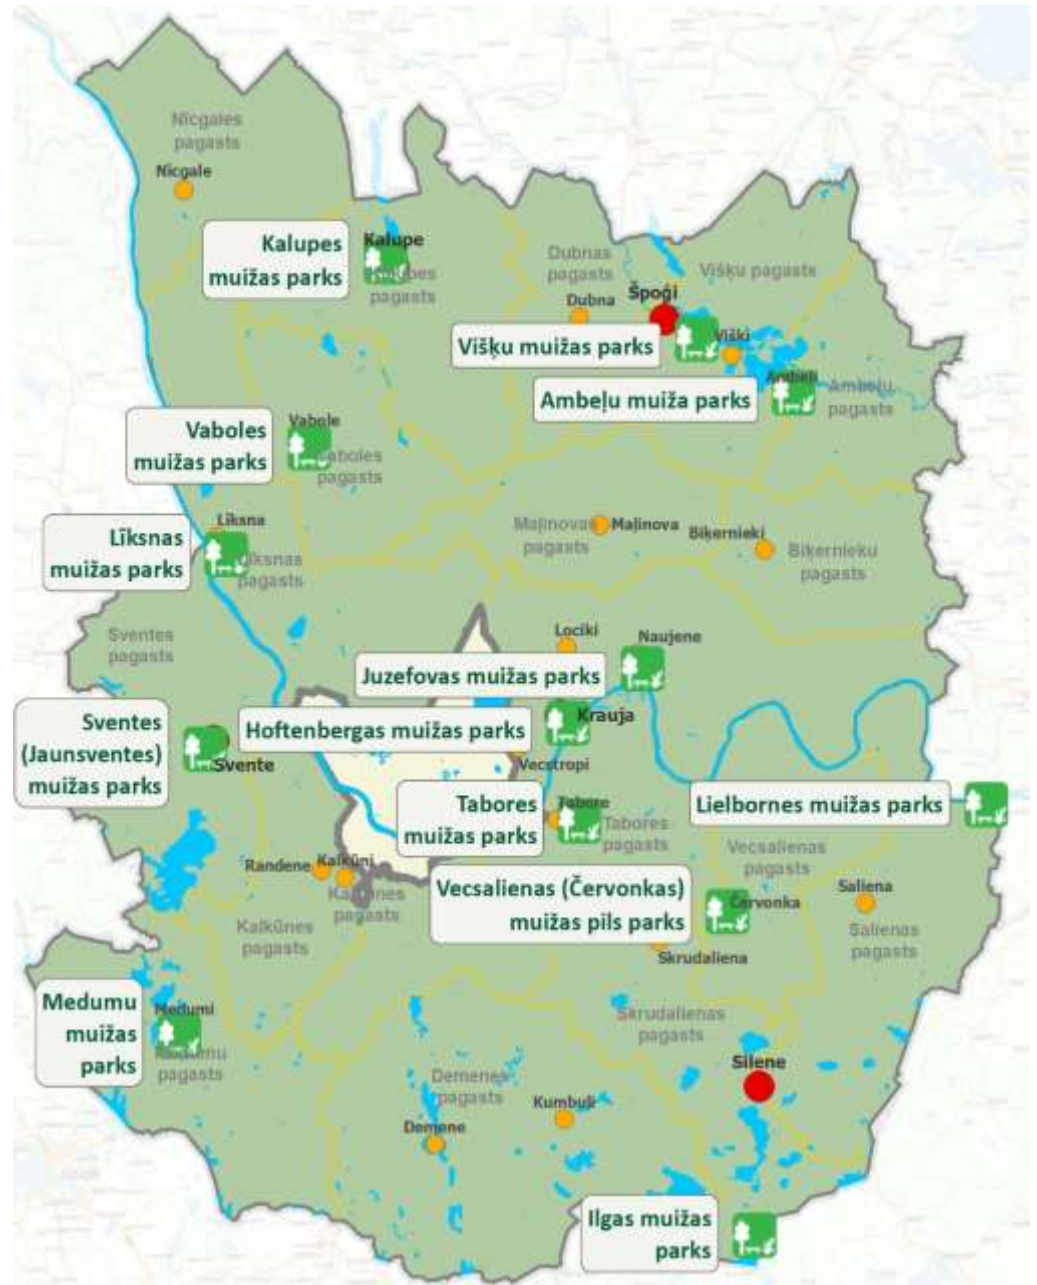 Nīcgales
pagasts
Nīcgale
Kalupes
muižas parks
Kalupe
Kalupes
pagasts
Dubnas
pagasts
Višķu pagasts
Dubna
Špoģi
Višķu muižas parks
Višķi
Ambeļu muiža parks
Ambeļi
Ambeļu
pagasts
Vaboles
muižas parks
Vabole
Vaboles
pagasts
Līksnas
muižas parks
Līksna
Līksnas
pagasts
Maļinovas
pagasts
Maļinova
Biķernieki
Biķernieku
pagasts
Sventes
pagasts
Lociki
Naujene
Juzefovas muižas parks
Sventes
(Jaunsventes)
muižas parks
Svente
Hoftenbergas muižas parks
Krauja
Vecstropi
Tabores
muižas parks
Tabore
Tabores
pagasts
Lielbornes muižas parks
Vecsalienas
pagasts
Randene
Kalkūni
Kalkūnes
pagasts
Kalkūnes
pagasts
Vecsalienas (Červonkas)
muižas pils parks
Červonka
Saliena
Salienas
pagasts
Skrudaliena
Medumu
muižas
parks
Medumi
Medumu
pagasts
Skrudalienas
pagasts
Silene
Demenes
pagasts
Kumbuļi
Demene
Ilgas muižas
parks